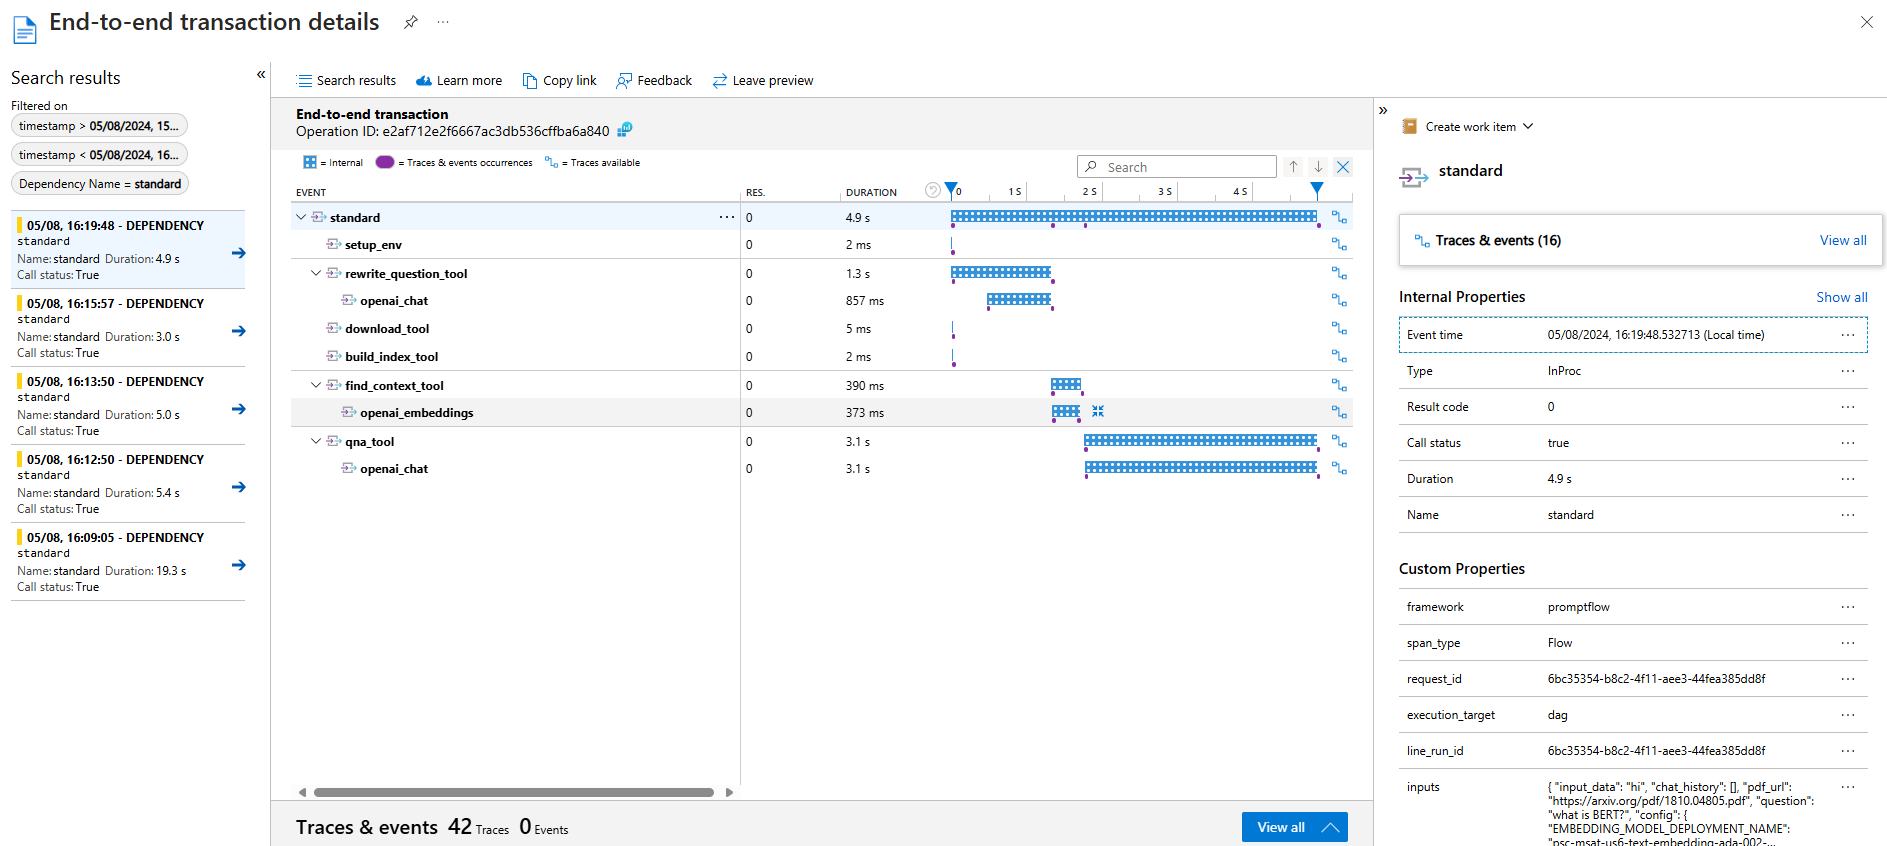 End-to-end transaction details
Search results
Filtered on
timestamp > 05/08/2024, 15...
timestamp < 05/08/2024, 16...
Dependency Name = standard
05/08, 16:19:48 - DEPENDENCY
standard
Name: standard Duration: 4.9 s
Call status: True
05/08, 16:15:57 - DEPENDENCY
standard
Name: standard Duration: 3.0 s
Call status: True
05/08, 16:13:50 - DEPENDENCY
standard
Name: standard Duration: 5.0 s
Call status: True
05/08, 16:12:50 - DEPENDENCY
standard
Name: standard Duration: 5.4 s
Call status: True
05/08, 16:09:05 - DEPENDENCY
standard
Name: standard Duration: 19.3 s
Call status: True
Search results Learn more Copy link Feedback Leave preview
End-to-end transaction
Operation ID: e2af712e2f6667ac3db536cffba6a840
= Internal = Traces & events occurrences = Traces available
Search
EVENT RES. DURATION 0 1 S 2 S 3 S 4 S
standard 0 4.9 s
setup_env 0 2 ms
rewrite_question_tool 0 1.3 s
openai_chat 0 857 ms
download_tool 0 5 ms
build_index_tool 0 2 ms
find_context_tool 0 390 ms
openai_embeddings 0 373 ms
qna_tool 0 3.1 s
openai_chat 0 3.1 s
Traces & events 42 Traces 0 Events
View all
Create work item
standard
Traces & events (16) View all
Internal Properties Show all
Event time 05/08/2024, 16:19:48.532713 (Local time)
Type InProc
Result code 0
Call status true
Duration 4.9 s
Name standard
Custom Properties
framework promptflow
span_type Flow
request_id 6bc35354-b8c2-4f11-aee3-44fea385dd8f
execution_target dag
line_run_id 6bc35354-b8c2-4f11-aee3-44fea385dd8f
inputs { "input_data": "hi", "chat_history": [], "pdf_url":
"https://arxiv.org/pdf/1810.04805.pdf", "question":
"what is BERT?", "config": {
"EMBEDDING_MODEL_DEPLOYMENT_NAME":
"psc-msat-us6-text-embedding-ada-002-...